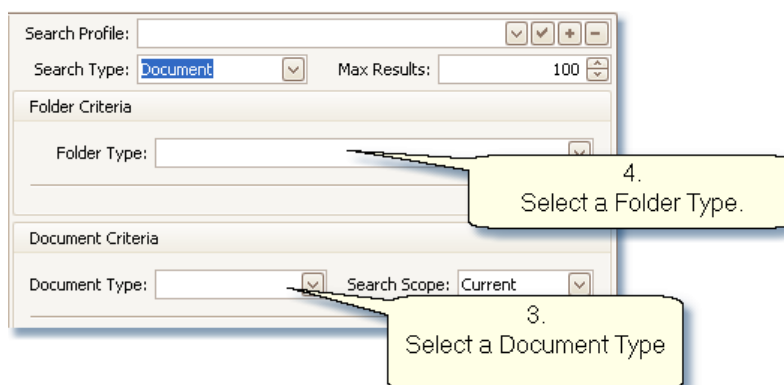 Search Profile:
Search Type: Document Max Results: 100
Folder Criteria
Folder Type:
4.
Select a Folder Type.
Document Criteria
Document Type: Search Scope: Current
3.
Select a Document Type